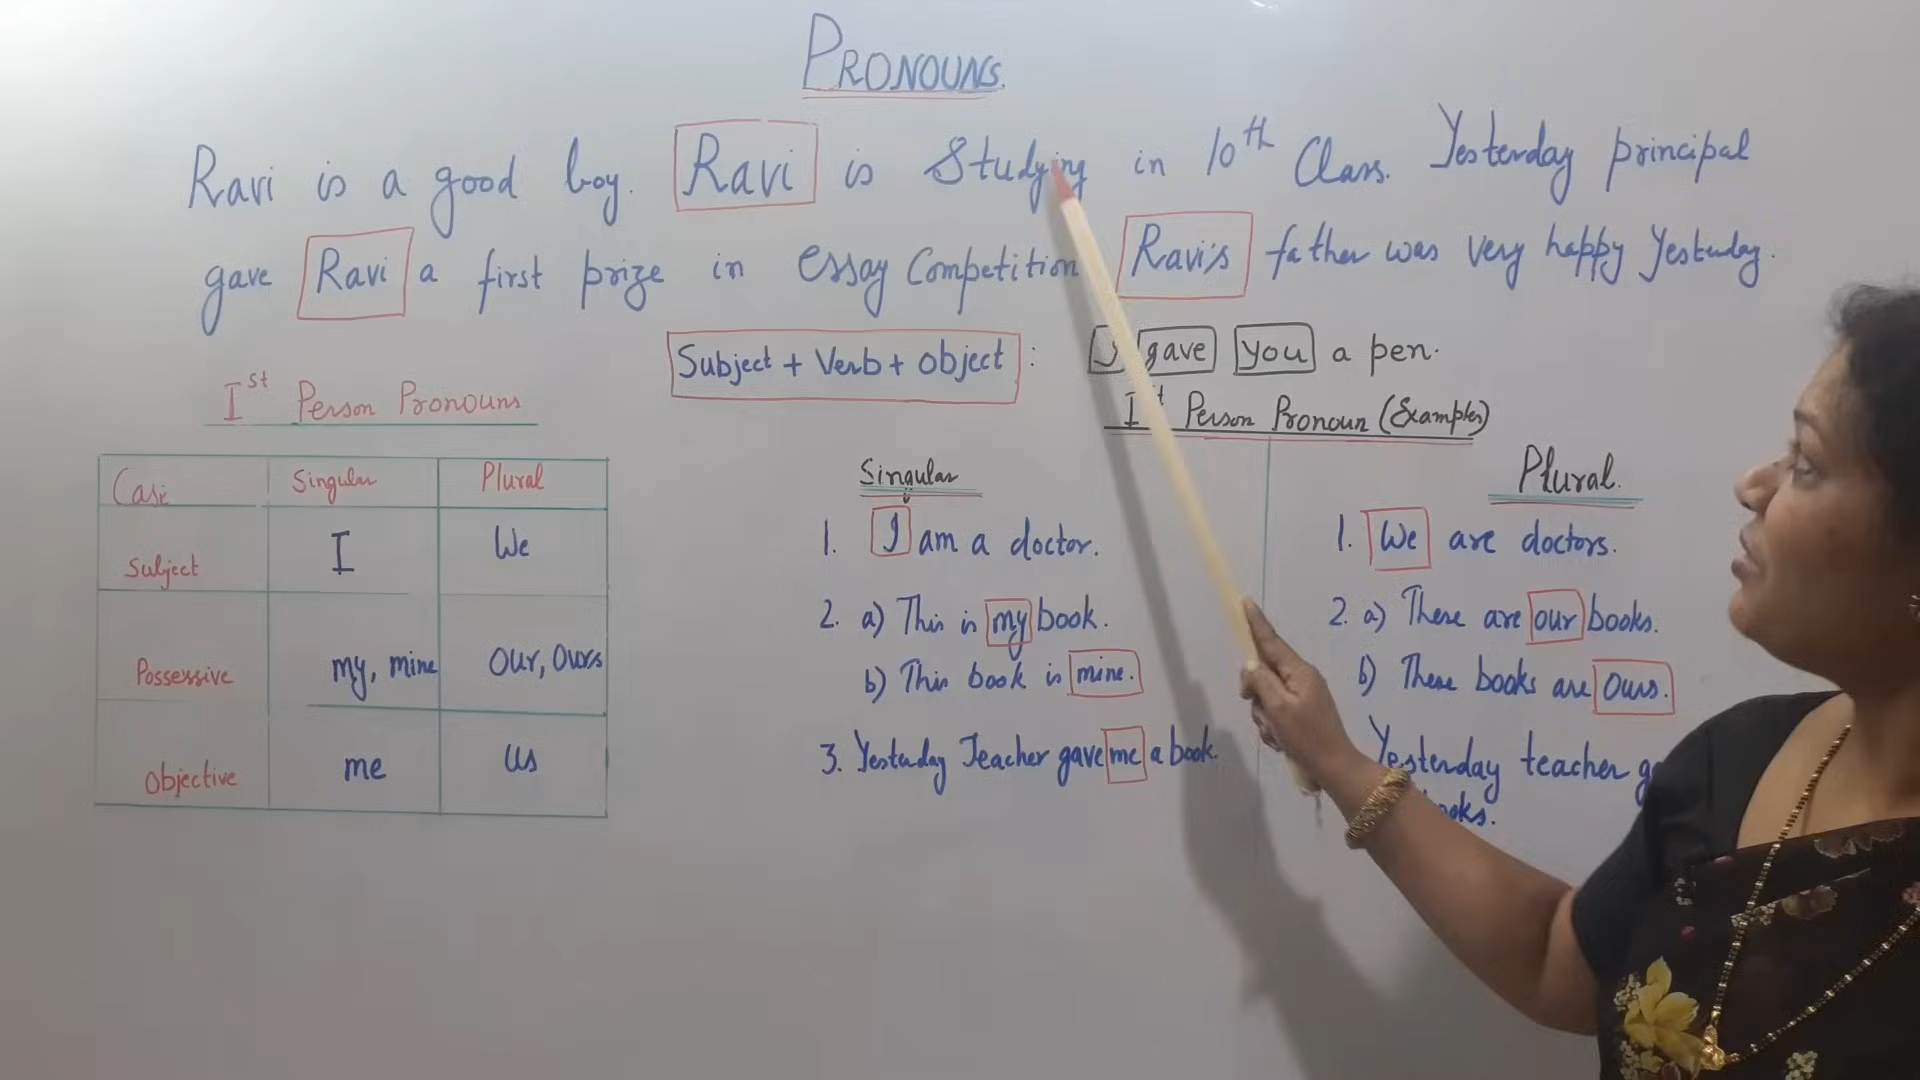 PRONOUNS.
Ravi is a good boy. Ravi is Studying in 10th Class. Yesterday principal
gave Ravi a first prize in essay Competition Ravi's father was very happy Yesterday.
Subject + Verb + object : I gave you a pen.
Ist Person Pronouns
Case Singular Plural
Subject I We
Possessive my, mine our, ours
Objective me us
Ist Person Pronoun (Examples)
Singular
1. I am a doctor.
2. a) This is my book.
b) This book is mine.
3. Yesterday Teacher gave me a book.
Plural.
1. We are doctors.
2. a) These are our books.
b) These books are ours.
Yesterday teacher